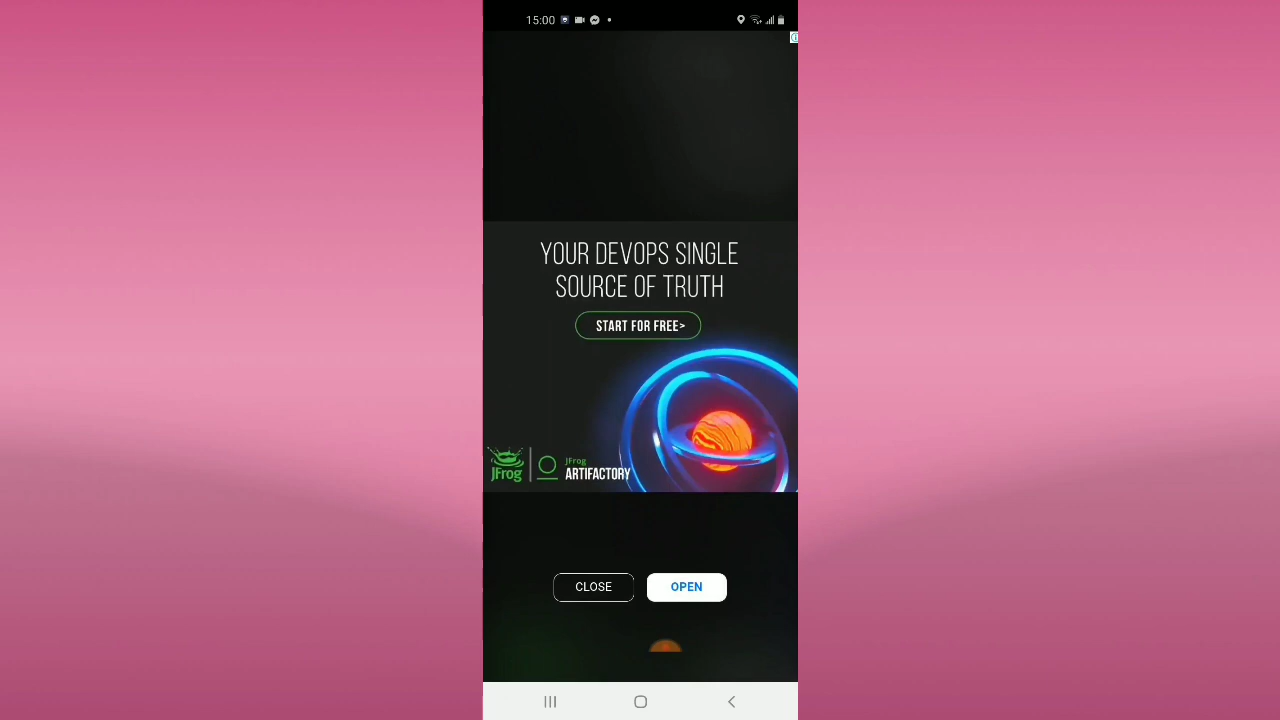 15:00
YOUR DEVOPS SINGLE
SOURCE OF TRUTH
START FOR FREE>
JFrog
JFrog
ARTIFACTORY
CLOSE
OPEN